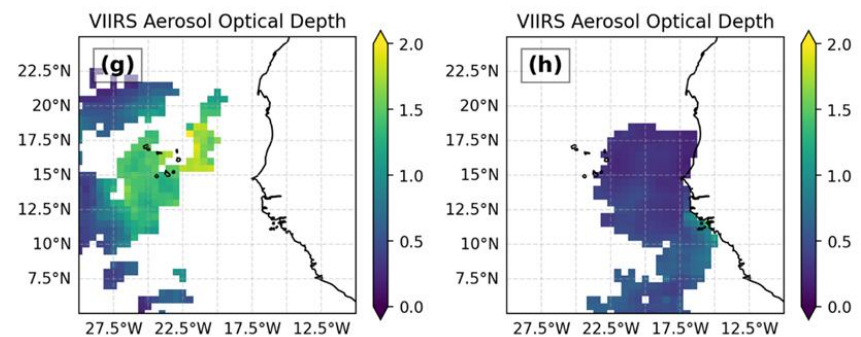 VIIRS Aerosol Optical Depth
(g)
22.5°N
20°N
17.5°N
15°N
12.5°N
10°N
7.5°N
27.5°W 22.5°W 17.5°W 12.5°W
2.0
1.5
1.0
0.5
0.0
VIIRS Aerosol Optical Depth
(h)
22.5°N
20°N
17.5°N
15°N
12.5°N
10°N
7.5°N
27.5°W 22.5°W 17.5°W 12.5°W
2.0
1.5
1.0
0.5
0.0